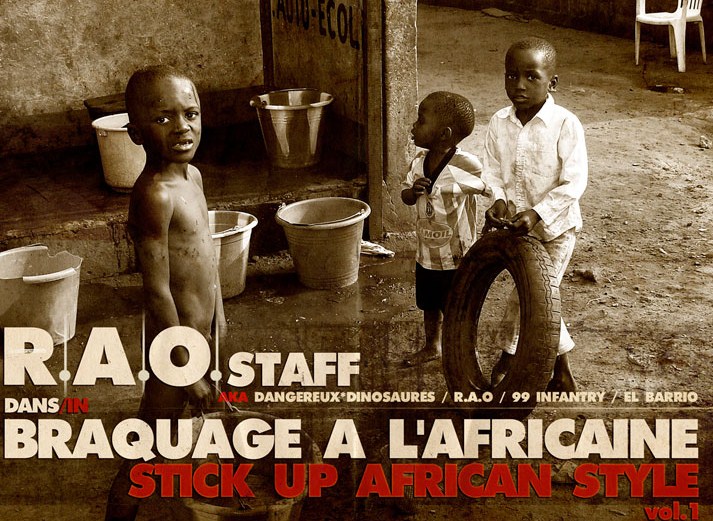 AUTO-ECOL
R.A.O. STAFF
AKA DANGEREUX*DINOSAURES / R.A.O / 99 INFANTRY / EL BARRIO
DANS/IN
BRAQUAGE A L'AFRICAINE
STICK UP AFRICAN STYLE
vol.1